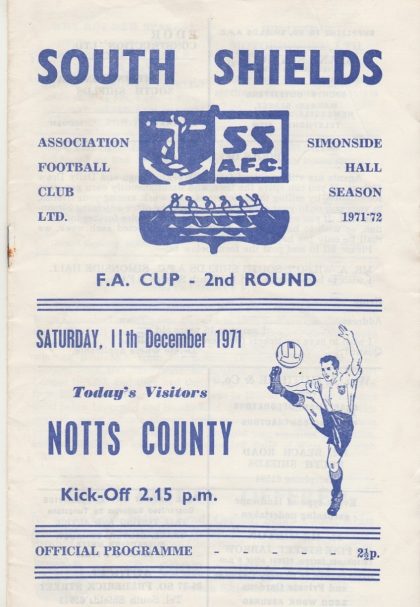 SOUTH SHIELDS
ASSOCIATION
FOOTBALL
CLUB
LTD.
SS
A.F.C.
SIMONSIDE
HALL
SEASON
1971-72
F.A. CUP - 2nd ROUND
SATURDAY, 11th December 1971
Today's Visitors
NOTTS COUNTY
Kick-Off 2.15 p.m.
OFFICIAL PROGRAMME - - - - 2½p.